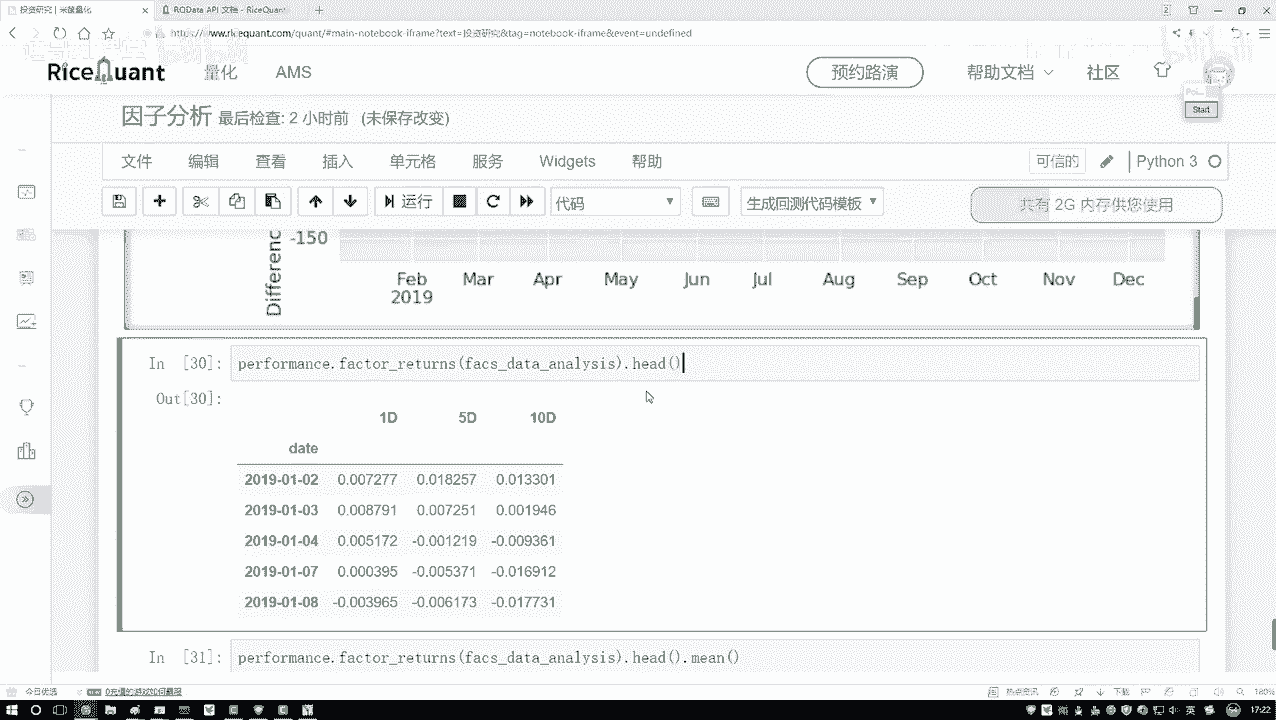 投资研究 | 米筐量化
RQData API 文档 - RiceQuant
https://www.ricequant.com/quant/#main-notebook-iframe?text=投资研究&tag=notebook-iframe&event=undefined
RiceQuant 量化 AMS 预约路演 帮助文档 社区
Start
因子分析 最后检查: 2 小时前 (未保存改变)
文件 编辑 查看 插入 单元格 服务 Widgets 帮助 可信的 Python 3
运行 代码 生成回测代码模板 共有 2G 内存供您使用
Differenc
-150
Feb Mar Apr May Jun Jul Aug Sep Oct Nov Dec
2019
In [30]: performance.factor_returns(facs_data_analysis).head()
Out[30]:
1D 5D 10D
date
2019-01-02 0.007277 0.018257 0.013301
2019-01-03 0.008791 0.007251 0.001946
2019-01-04 0.005172 -0.001219 -0.009361
2019-01-07 0.000395 -0.005371 -0.016912
2019-01-08 -0.003965 -0.006173 -0.017731
In [31]: performance.factor_returns(facs_data_analysis).head().mean()
今日优选
热点资讯 下载 160%
英 17:22